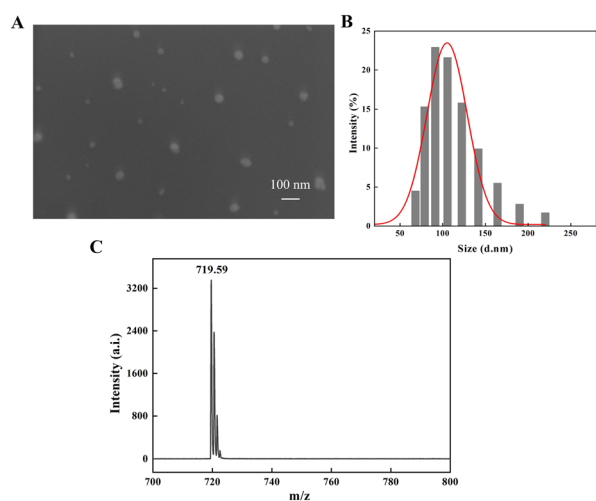 A
100 nm
B
Intensity (%)
25
20
15
10
5
0
50 100 150 200 250
Size (d.nm)
C
719.59
Intensity (a.i.)
3200
2400
1600
800
0
700 720 740 760 780 800
m/z